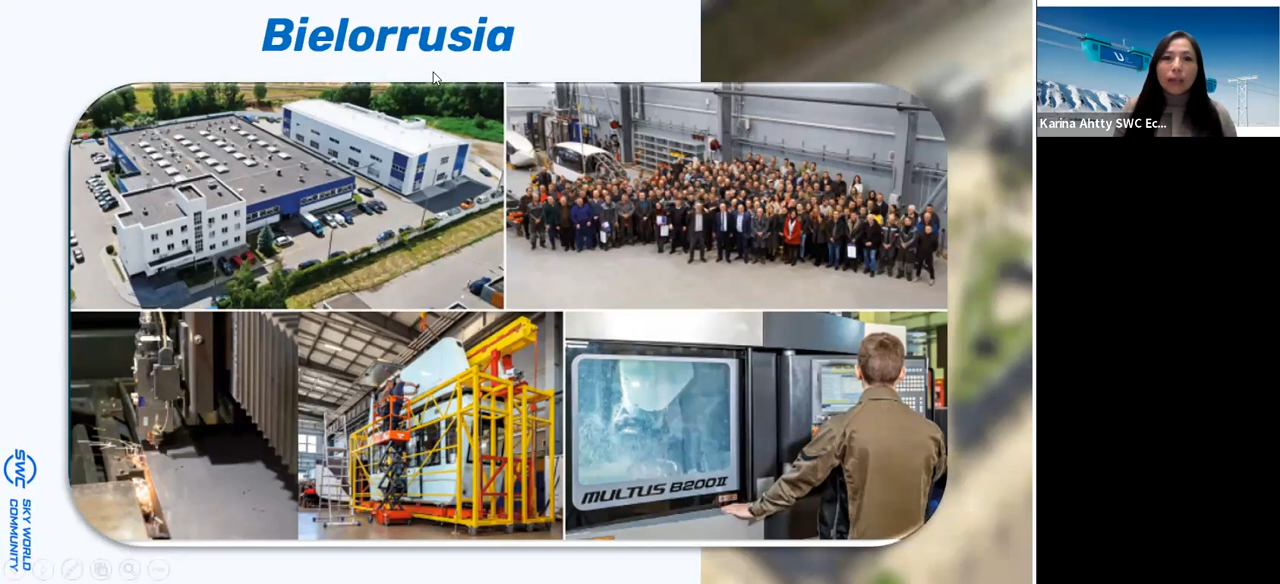 Bielorrusia
Karina Ahtty SWC Ec...
MULTUS B200II
SWC
SKY WORLD
COMMUNITY